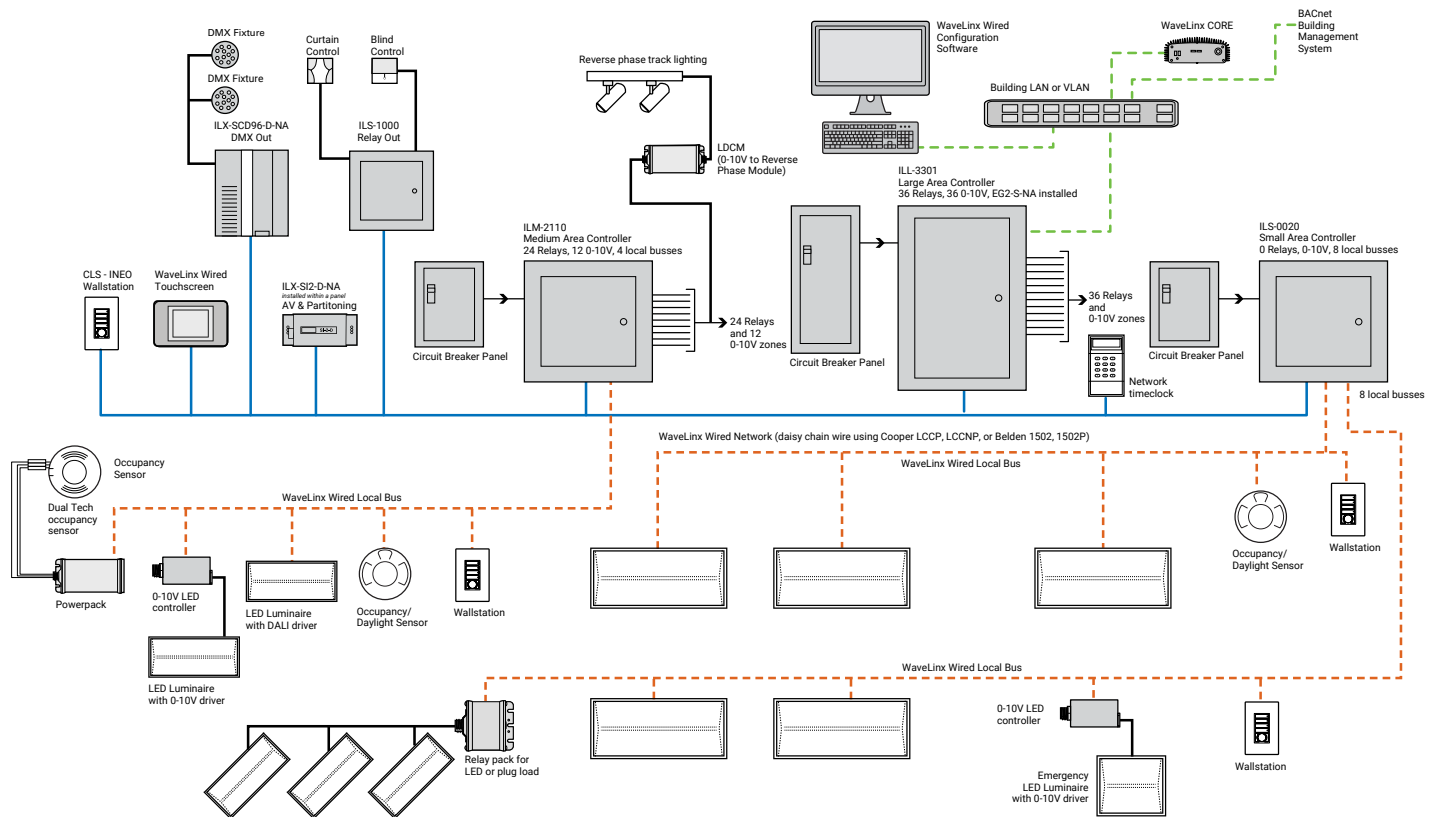 DMX Fixture
DMX Fixture
ILX-SCD96-D-NA
DMX Out
Curtain
Control
Blind
Control
ILS-1000
Relay Out
Reverse phase track lighting
LDCM
(0-10V to Reverse
Phase Module)
WaveLinx Wired
Configuration
Software
WaveLinx CORE
BACnet
Building
Management
System
Building LAN or VLAN
ILL-3301
Large Area Controller
36 Relays, 36 0-10V, EG2-S-NA installed
ILM-2110
Medium Area Controller
24 Relays, 12 0-10V, 4 local busses
ILS-0020
Small Area Controller
0 Relays, 0-10V, 8 local busses
CLS - INEO
Wallstation
WaveLinx Wired
Touchscreen
ILX-SI2-D-NA
installed within a panel
AV & Partitoning
SI-2-D
Circuit Breaker Panel
24 Relays
and 12
0-10V zones
Circuit Breaker Panel
36 Relays
and
0-10V zones
Network
timeclock
Circuit Breaker Panel
8 local busses
WaveLinx Wired Network (daisy chain wire using Cooper LCCP, LCCNP, or Belden 1502, 1502P)
WaveLinx Wired Local Bus
Occupancy
Sensor
Dual Tech
occupancy
sensor
WaveLinx Wired Local Bus
Powerpack
0-10V LED
controller
LED Luminaire
with DALI driver
Occupancy/
Daylight Sensor
Wallstation
LED Luminaire
with 0-10V driver
Occupancy/
Daylight Sensor
Wallstation
WaveLinx Wired Local Bus
Relay pack for
LED or plug load
0-10V LED
controller
Emergency
LED Luminaire
with 0-10V driver
Wallstation